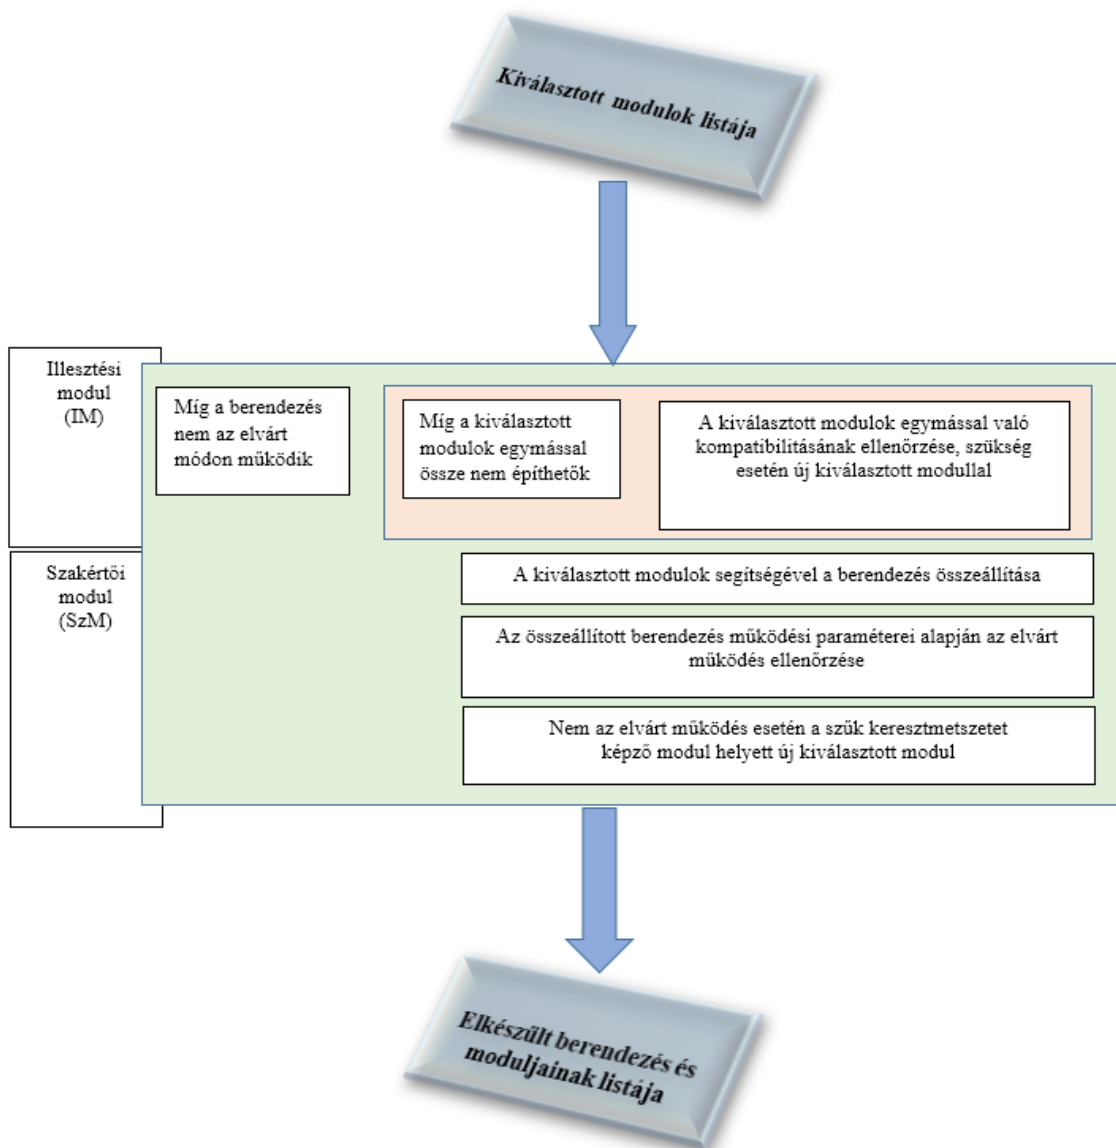 Kiválasztott modulok listája
Illesztési
modul
(IM)
Míg a berendezés
nem az elvárt
módon működik
Míg a kiválasztott
modulok egymással
össze nem építhetők
A kiválasztott modulok egymással való
kompatibilitásának ellenőrzése, szükség
esetén új kiválasztott modullal
Szakértői
modul
(SzM)
A kiválasztott modulok segítségével a berendezés összeállítása
Az összeállított berendezés működési paraméterei alapján az elvárt
működés ellenőrzése
Nem az elvárt működés esetén a szük keresztmetszetet
képző modul helyett új kiválasztott modul
Elkészült berendezés és
moduljainak listája